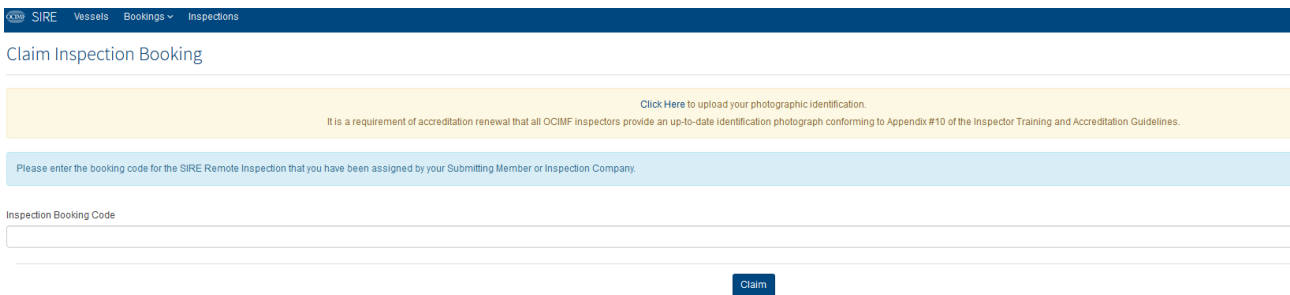 OCIMF SIRE Vessels Bookings Inspections
Claim Inspection Booking
Click Here to upload your photographic identification.
It is a requirement of accreditation renewal that all OCIMF inspectors provide an up-to-date identification photograph conforming to Appendix #10 of the Inspector Training and Accreditation Guidelines.
Please enter the booking code for the SIRE Remote Inspection that you have been assigned by your Submitting Member or Inspection Company.
Inspection Booking Code
Claim